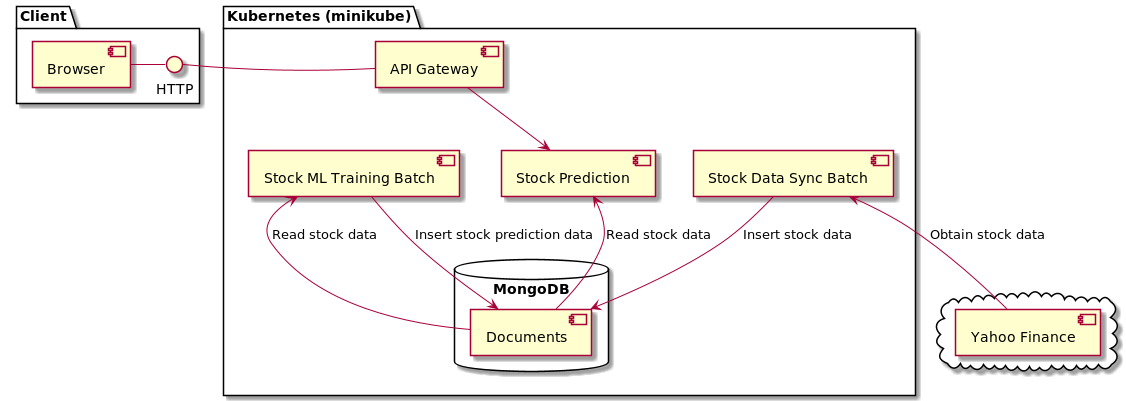 Client
Kubernetes (minikube)
Browser
HTTP
API Gateway
Stock ML Training Batch
Stock Prediction
Stock Data Sync Batch
Read stock data
Insert stock prediction data
Read stock data
Insert stock data
Obtain stock data
MongoDB
Documents
Yahoo Finance